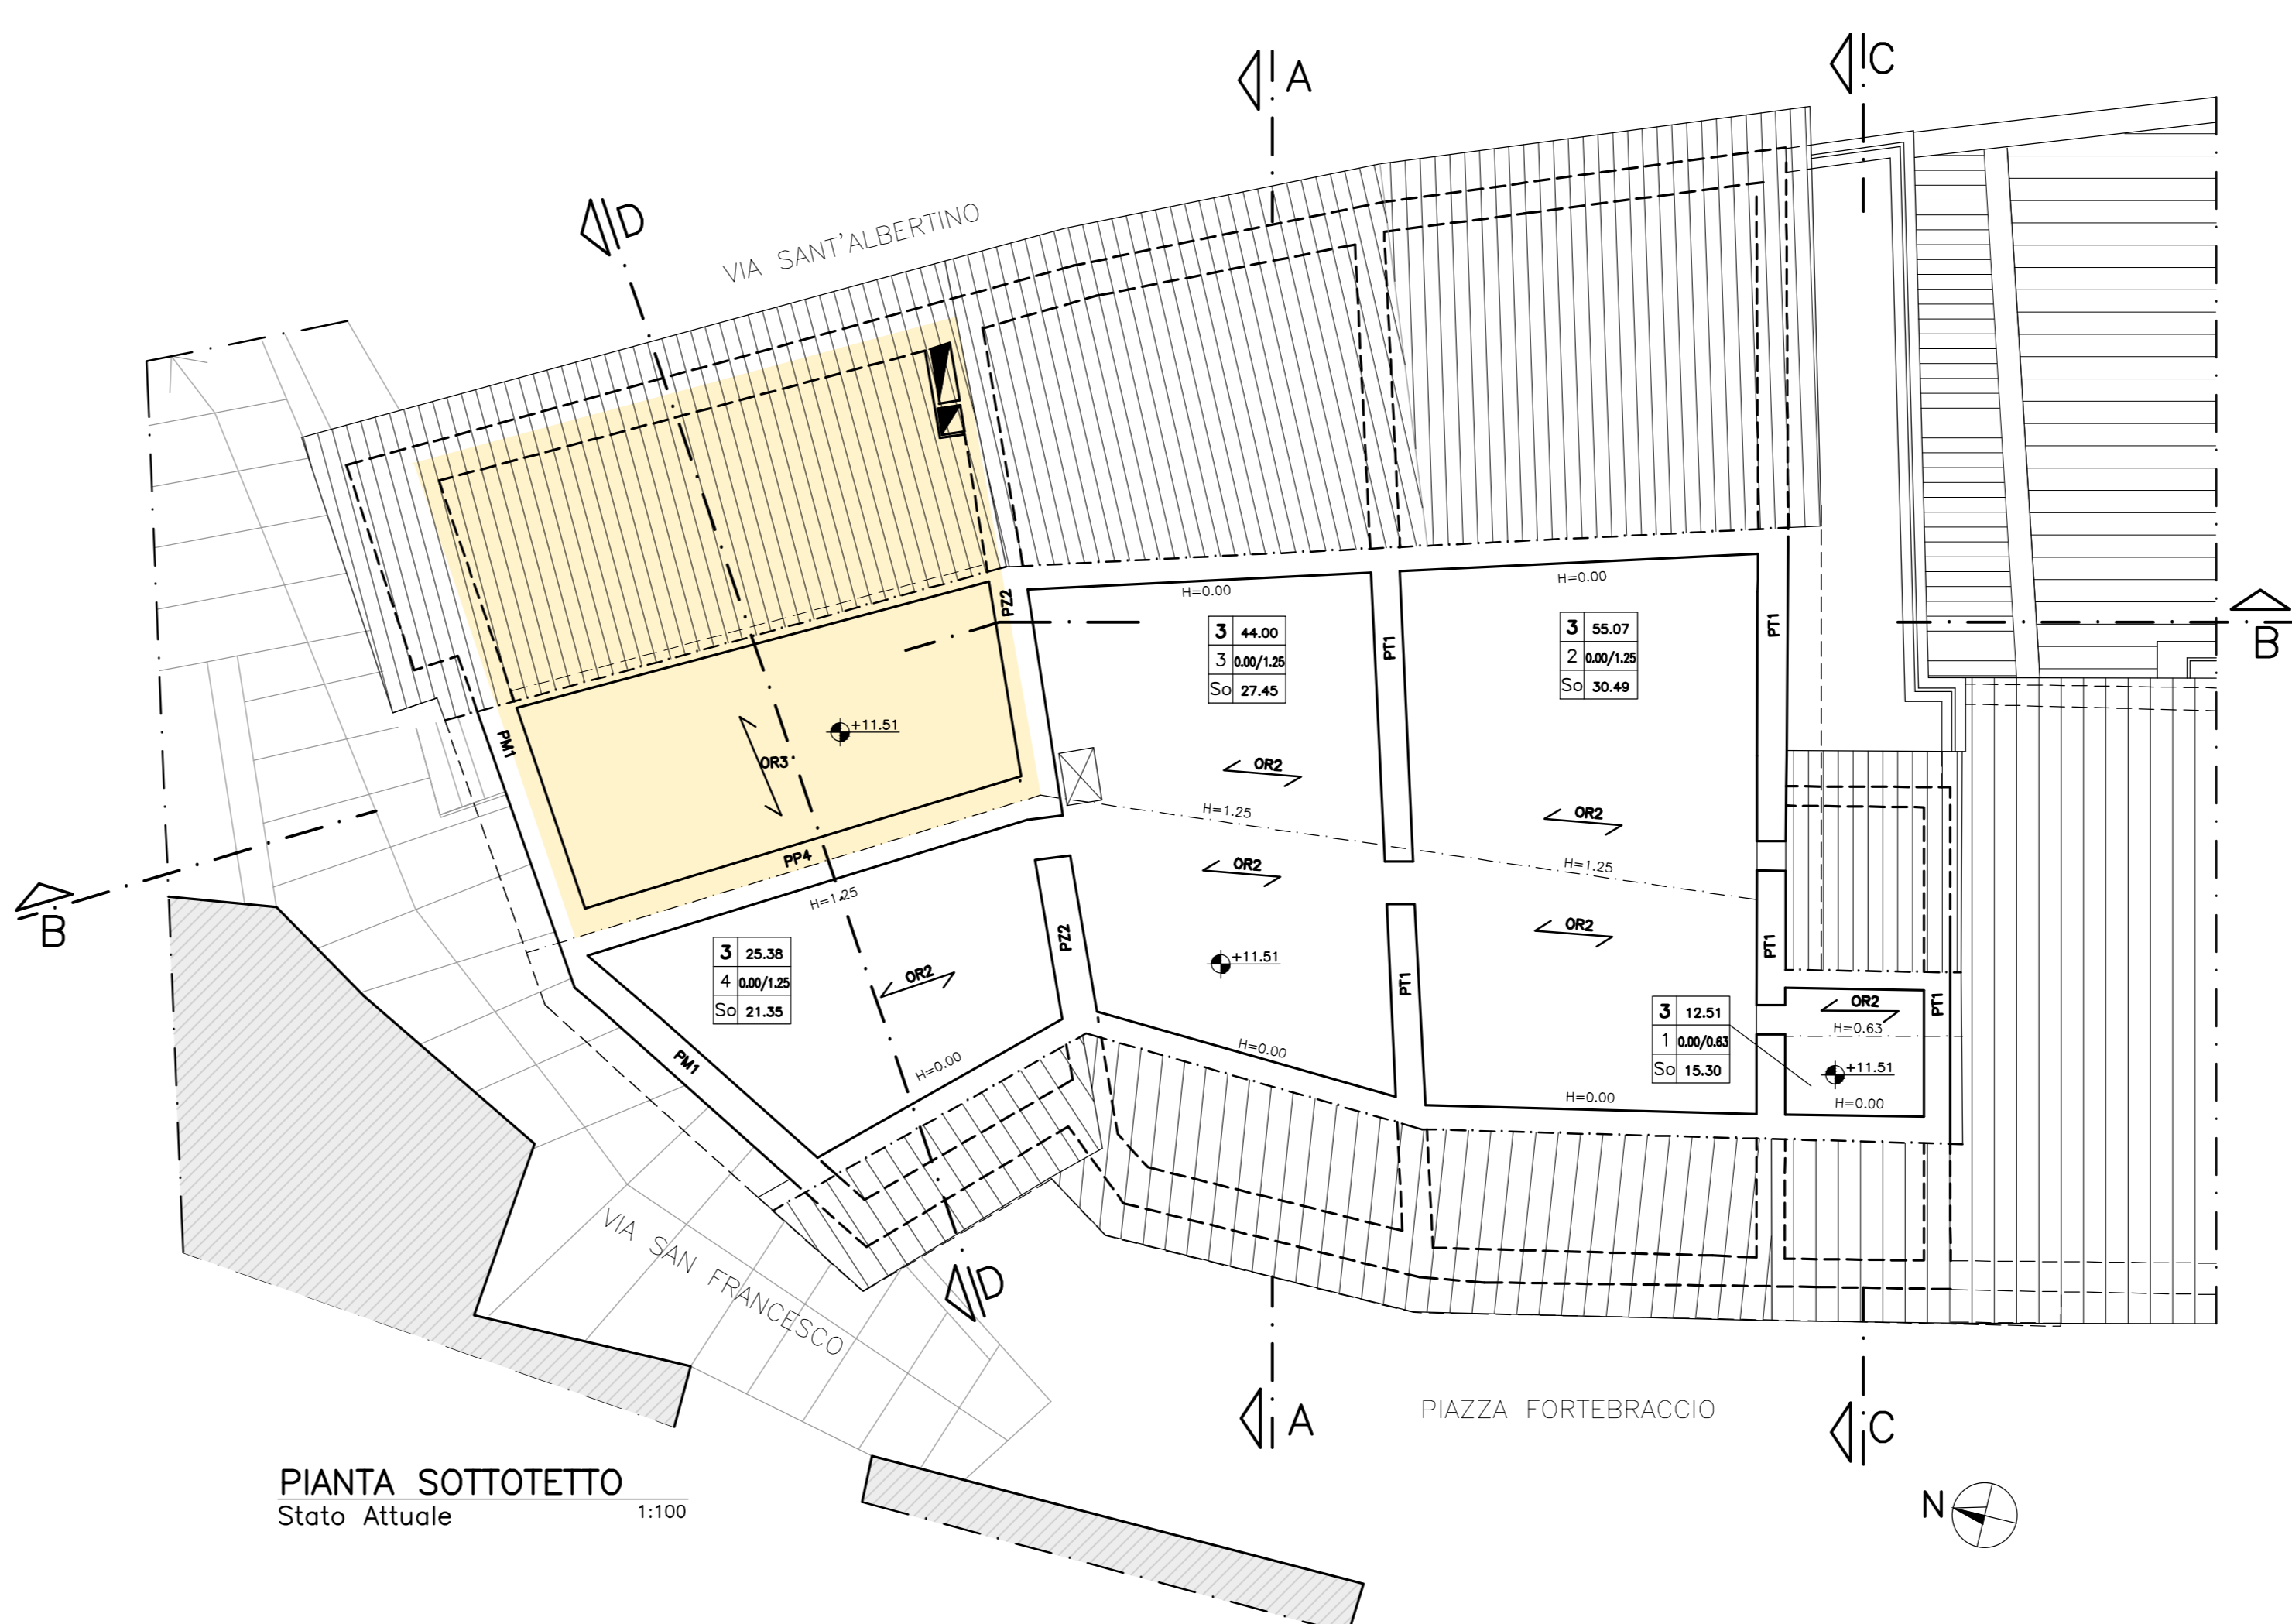 A
C
D
VIA SANT'ALBERTINO
PZ2
H=0.00
H=0.00
3 44.00
3 0.00/1.25
So 27.45
PT1
3 55.07
2 0.00/1.25
So 30.49
PT1
B
PM1
+11.51
OR3
OR2
H=1.25
OR2
PP4
H=1.25
OR2
H=1.25
OR2
B
3 25.38
4 0.00/1.25
So 21.35
OR2
PZ2
+11.51
PT1
PT1
PT1
3 12.51
1 0.00/0.63
So 15.30
OR2
H=0.63
+11.51
H=0.00
PM1
H=0.00
H=0.00
H=0.00
VIA SAN FRANCESCO
D
A
PIAZZA FORTEBRACCIO
C
PIANTA SOTTOTETTO
Stato Attuale 1:100
N